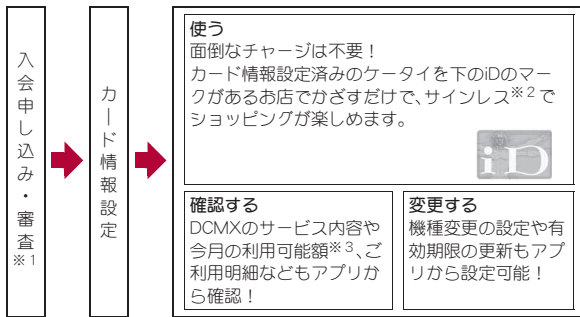 入会申し込み・審査※1
カード情報設定
使う
面倒なチャージは不要！
カード情報設定済みのケータイを下のiDのマー
クがあるお店でかざすだけで、サインレス※2で
ショッピングが楽しめます。
iD
確認する
DCMXのサービス内容や
今月の利用可能額※3、ご
利用明細などもアプリか
ら確認！
変更する
機種変更の設定や有
効期限の更新もアプ
リから設定可能！